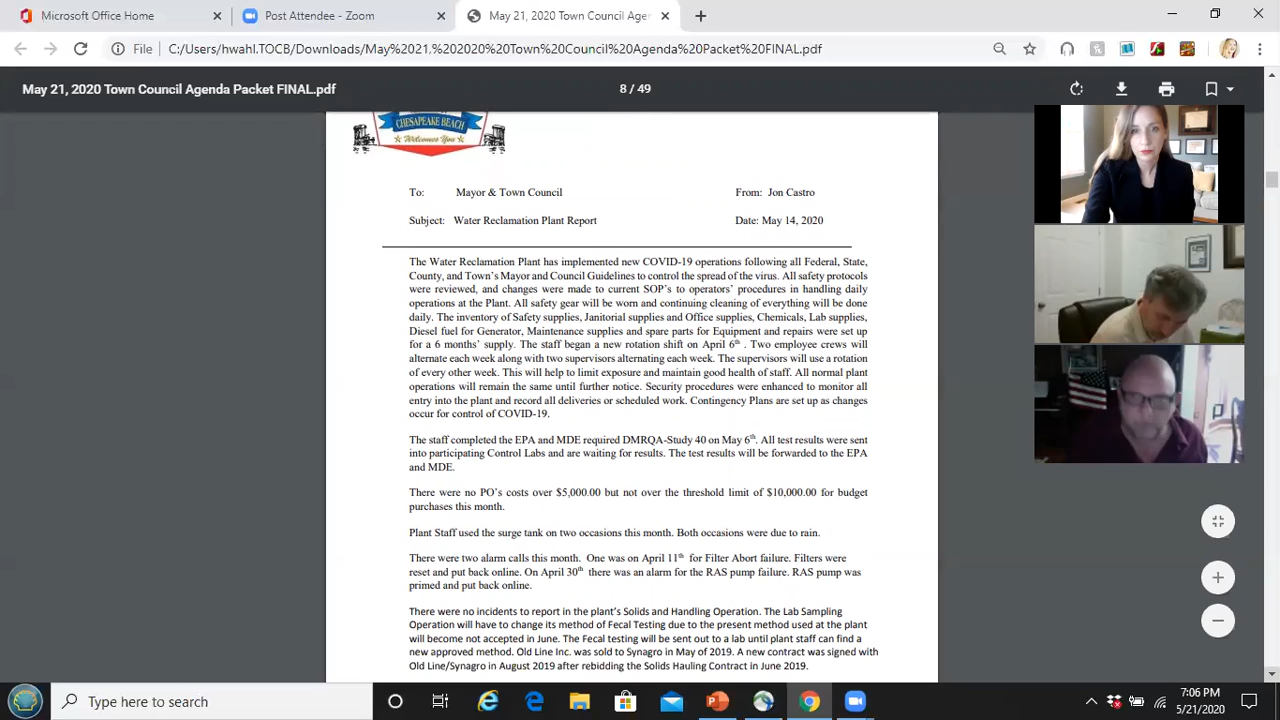 Microsoft Office Home
Post Attendee - Zoom
May 21, 2020 Town Council Age
File
C:/Users/hwahl.TOCB/Downloads/May%2021,%202020%20Town%20Council%20Agenda%20Packet%20FINAL.pdf
May 21, 2020 Town Council Agenda Packet FINAL.pdf
8 / 49
CHESAPEAKE BEACH
Welcomes You
To: Mayor & Town Council From: Jon Castro
Subject: Water Reclamation Plant Report Date: May 14, 2020
The Water Reclamation Plant has implemented new COVID-19 operations following all Federal, State,
County, and Town's Mayor and Council Guidelines to control the spread of the virus. All safety protocols
were reviewed, and changes were made to current SOP's to operators' procedures in handling daily
operations at the Plant. All safety gear will be worn and continuing cleaning of everything will be done
daily. The inventory of Safety supplies, Janitorial supplies and Office supplies, Chemicals, Lab supplies,
Diesel fuel for Generator, Maintenance supplies and spare parts for Equipment and repairs were set up
for a 6 months' supply. The staff began a new rotation shift on April 6th . Two employee crews will
alternate each week along with two supervisors alternating each week. The supervisors will use a rotation
of every other week. This will help to limit exposure and maintain good health of staff. All normal plant
operations will remain the same until further notice. Security procedures were enhanced to monitor all
entry into the plant and record all deliveries or scheduled work. Contingency Plans are set up as changes
occur for control of COVID-19.
The staff completed the EPA and MDE required DMRQA-Study 40 on May 6th. All test results were sent
into participating Control Labs and are waiting for results. The test results will be forwarded to the EPA
and MDE.
There were no PO's costs over $5,000.00 but not over the threshold limit of $10,000.00 for budget
purchases this month.
Plant Staff used the surge tank on two occasions this month. Both occasions were due to rain.
There were two alarm calls this month. One was on April 11th for Filter Abort failure. Filters were
reset and put back online. On April 30th there was an alarm for the RAS pump failure. RAS pump was
primed and put back online.
There were no incidents to report in the plant's Solids and Handling Operation. The Lab Sampling
Operation will have to change its method of Fecal Testing due to the present method used at the plant
will become not accepted in June. The Fecal testing will be sent out to a lab until plant staff can find a
new approved method. Old Line Inc. was sold to Synagro in May of 2019. A new contract was signed with
Old Line/Synagro in August 2019 after rebidding the Solids Hauling Contract in June 2019.
Type here to search
7:06 PM
5/21/2020